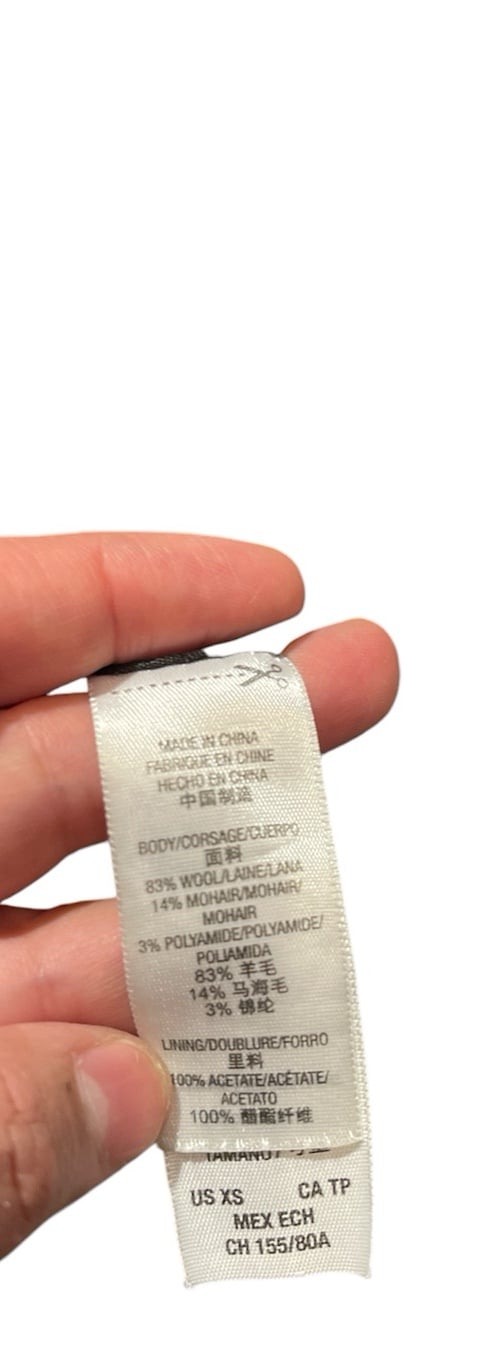 MADE IN CHINA
FABRIQUE EN CHINE
HECHO EN CHINA
中国制造
BODY/CORSAGE/CUERPO
面料
83% WOOL/LAINE/LANA
14% MOHAIR/MOHAIR/
MOHAIR
3% POLYAMIDE/POLYAMIDE/
POLIAMIDA
83% 羊毛
14% 马海毛
3% 锦纶
LINING/DOUBLURE/FORRO
里料
100% ACETATE/ACÉTATE/
ACETATO
100% 醋酯纤维
US XS CA TP
MEX ECH
CH 155/80A